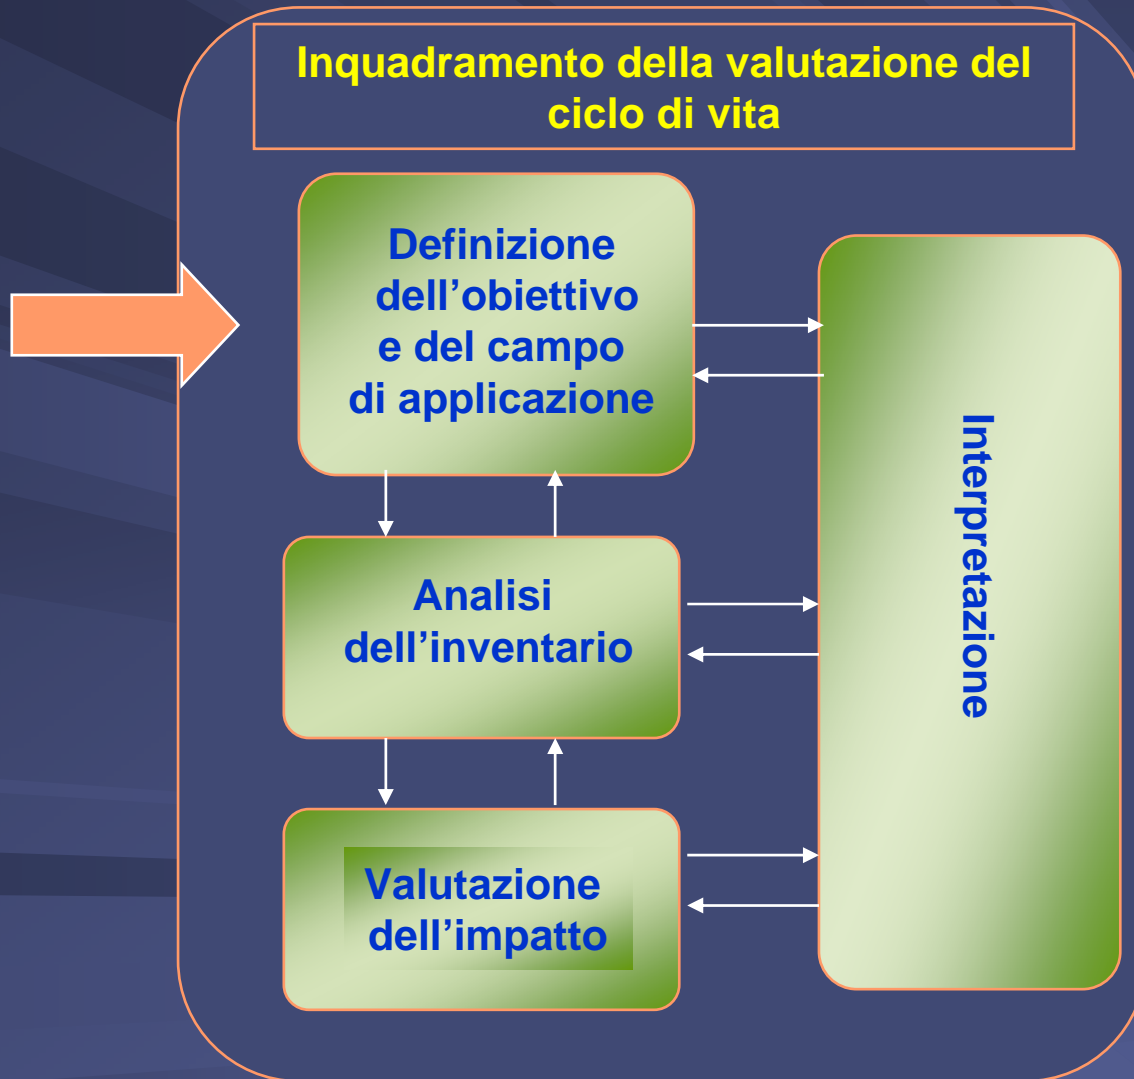 Inquadramento della valutazione del
ciclo di vita
Definizione
dell’obiettivo
e del campo
di applicazione
Interpretazione
Analisi
dell’inventario
Valutazione
dell’impatto